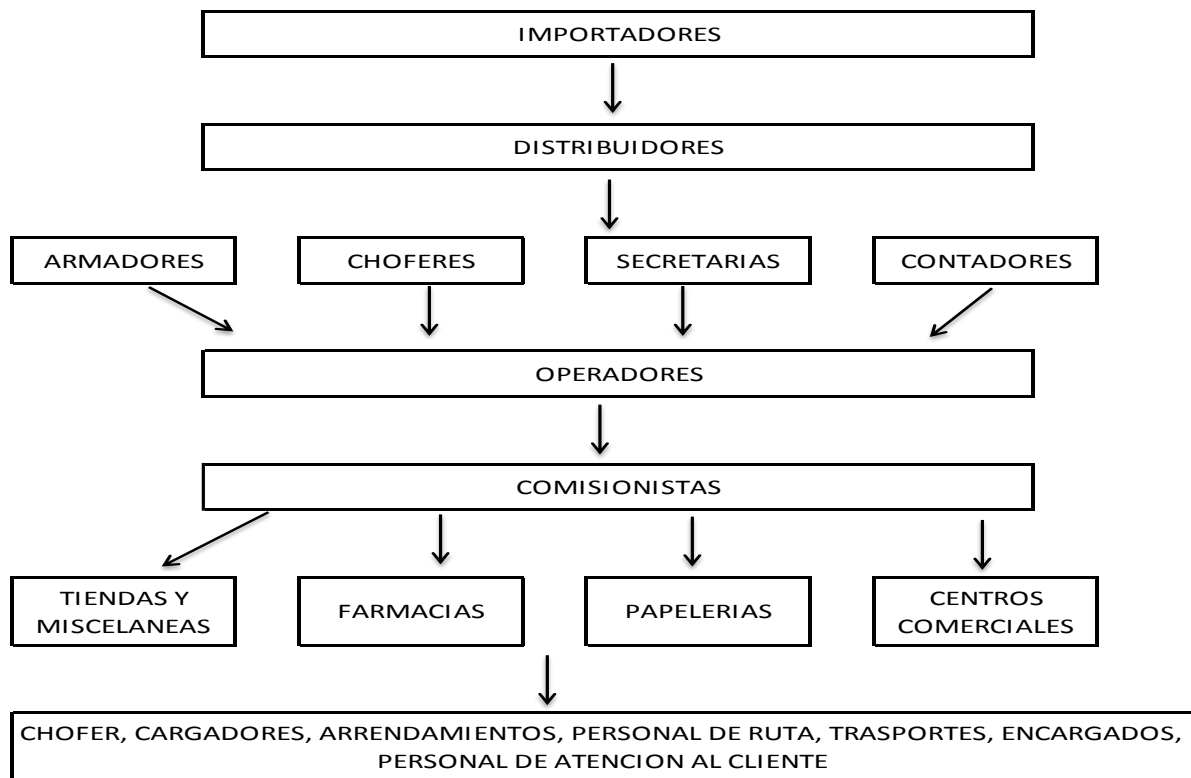 IMPORTADORES
DISTRIBUIDORES
ARMADORES
CHOFERES
SECRETARIAS
CONTADORES
OPERADORES
COMISIONISTAS
TIENDAS Y
MISCELANEAS
FARMACIAS
PAPELERIAS
CENTROS
COMERCIALES
CHOFER, CARGADORES, ARRENDAMIENTOS, PERSONAL DE RUTA, TRASPORTES, ENCARGADOS,
PERSONAL DE ATENCION AL CLIENTE